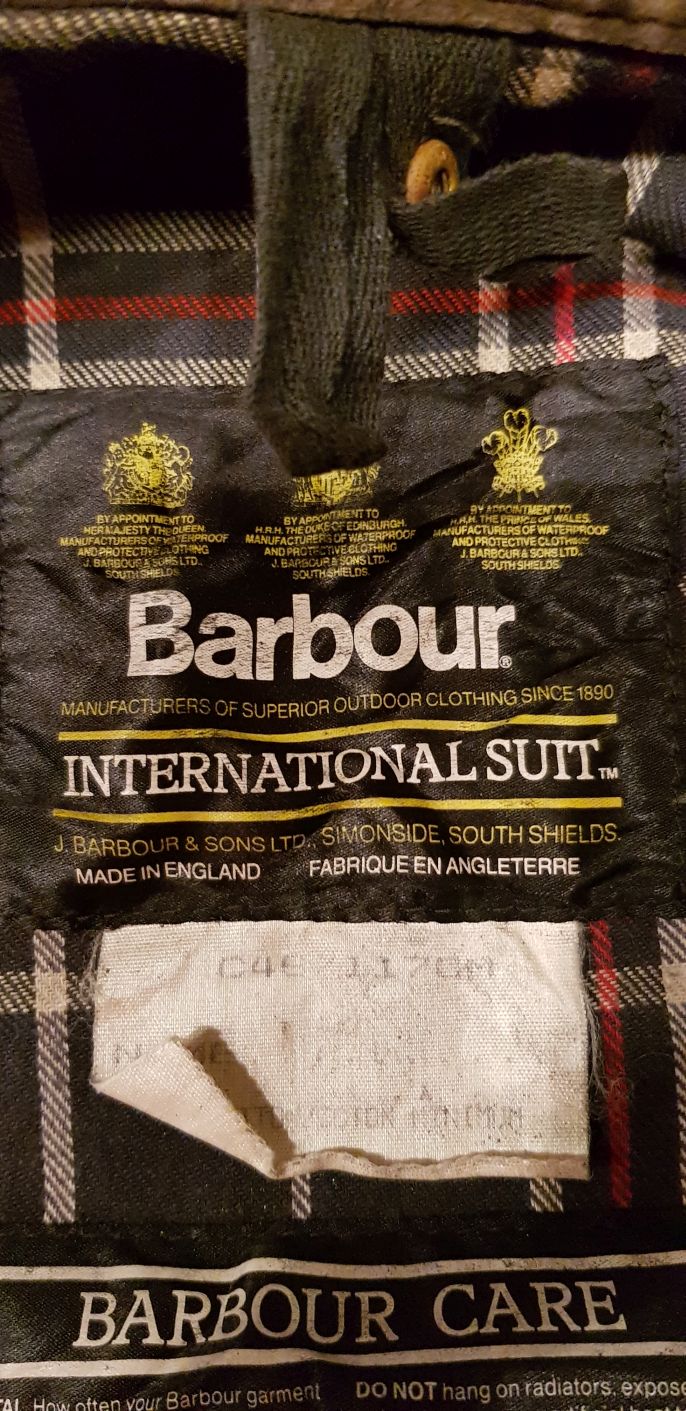 BY APPOINTMENT TO
HER MAJESTY THE QUEEN.
MANUFACTURERS OF WATERPROOF
AND PROTECTIVE CLOTHING
J. BARBOUR & SONS LTD.
SOUTH SHIELDS
BY APPOINTMENT TO
H.R.H. THE DUKE OF EDINBURGH.
MANUFACTURERS OF WATERPROOF
AND PROTECTIVE CLOTHING
J. BARBOUR & SONS LTD.
SOUTH SHIELDS.
BY APPOINTMENT TO
H.R.H. THE PRINCE OF WALES.
MANUFACTURERS OF WATERPROOF
AND PROTECTIVE CLOTHING
J. BARBOUR & SONS LTD.
SOUTH SHIELDS
Barbour®
MANUFACTURERS OF SUPERIOR OUTDOOR CLOTHING SINCE 1890
INTERNATIONAL SUIT™
J. BARBOUR & SONS LTD., SIMONSIDE, SOUTH SHIELDS.
MADE IN ENGLAND FABRIQUE EN ANGLETERRE
BARBOUR CARE
How often your Barbour garment
DO NOT hang on radiators,